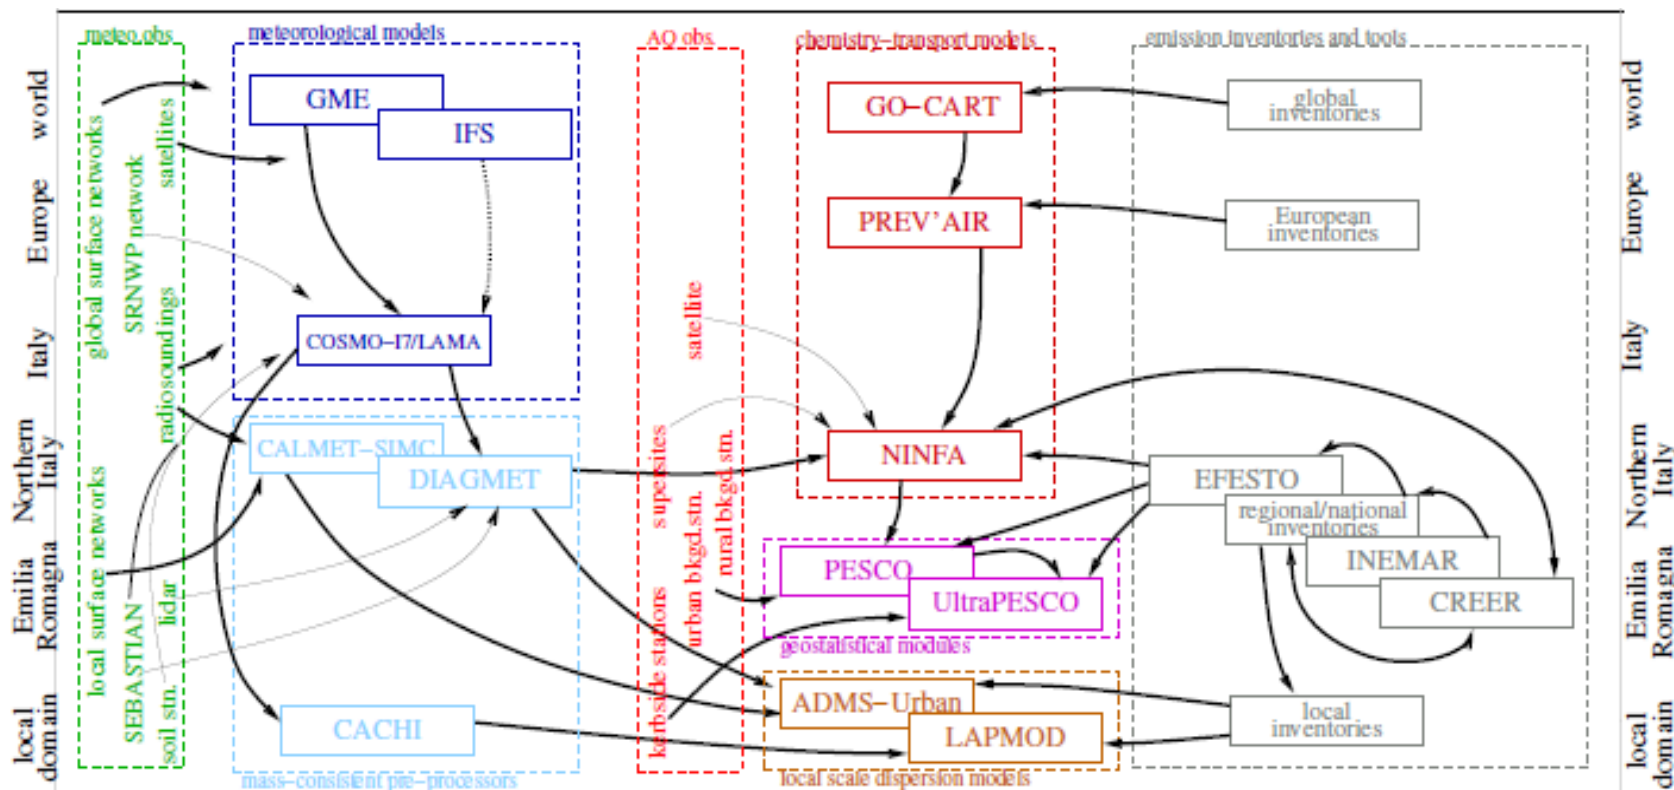 meteo.obs
meteorological models
AQ obs.
chemistry-transport models
emission inventories and tools
world
Europe
Italy
Northern
Italy
Emilia
Romagna
local
domain
global surface networks
SRNWP network
satellites
radiosoundings
local surface networks
SEBASTIAN
lidar
soil stn.
GME
IFS
COSMO-I7/LAMA
CALMET-SIMC
DIAGMET
CACHI
mass-consistent pre-processors
satellite
supersites
rural bkgd.stn.
urban bkgd.stn.
kerbside stations
GO-CART
PREV'AIR
NINFA
PESCO
UltraPESCO
geostatistical modules
ADMS-Urban
LAPMOD
local scale dispersion models
global
inventories
European
inventories
EFESTO
regional/national
inventories
INEMAR
CREER
local
inventories
world
Europe
Italy
Northern
Italy
Emilia
Romagna
local
domain